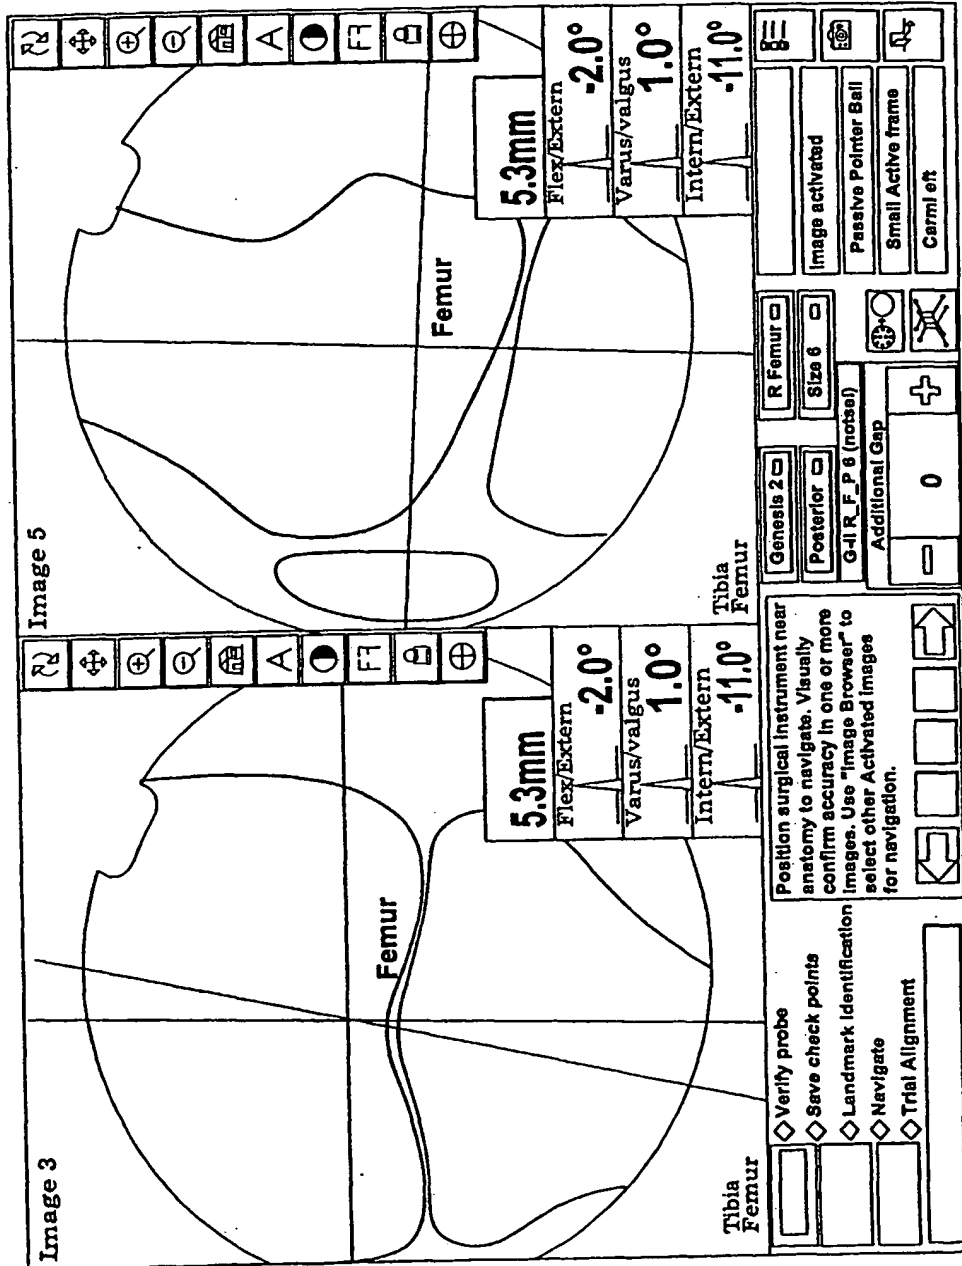 Image 3
Femur
A
5.3mm
Flex/Extern
-2.0°
Varus/valgus
1.0°
Intern/Extern
-11.0°
Tibia
Femur
Image 5
Femur
A
5.3mm
Flex/Extern
-2.0°
Varus/valgus
1.0°
Intern/Extern
-11.0°
Tibia
Femur
Verify probe
Save check points
Landmark Identification
Navigate
Trial Alignment
Position surgical instrument near
anatomy to navigate. Visually
confirm accuracy in one or more
images. Use "Image Browser" to
select other Activated images
for navigation.
Genesis 2
R Femur
Posterior
Size 6
G-II R_F_P 6 (notsel)
Additional Gap
0
Image activated
Passive Pointer Ball
Small Active frame
Carml eft